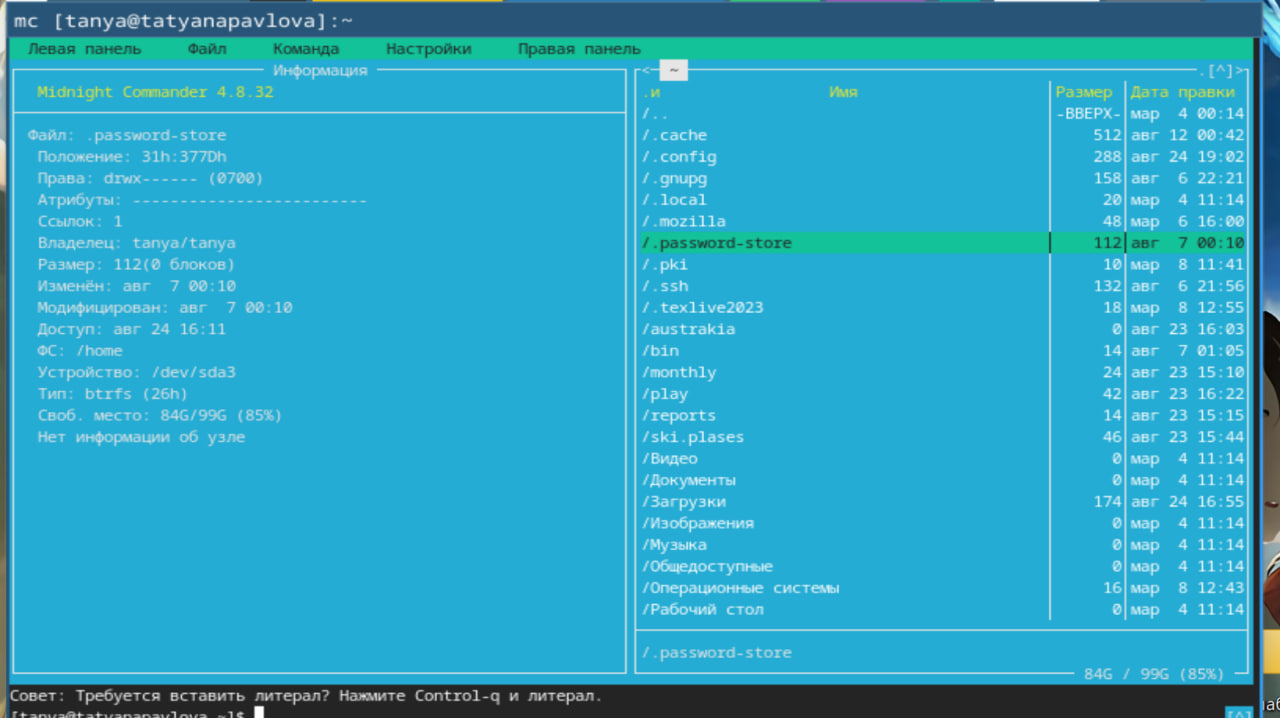 mc [tanya@tatyanapavlova]:~
Левая панель Файл Команда Настройки Правая панель
Информация
Midnight Commander 4.8.32
Файл: .password-store
Положение: 31h:377Dh
Права: drwx------ (0700)
Атрибуты: -------------------------
Ссылок: 1
Владелец: tanya/tanya
Размер: 112(0 блоков)
Изменён: авг  7 00:10
Модифицирован: авг  7 00:10
Доступ: авг 24 16:11
ФС: /home
Устройство: /dev/sda3
Тип: btrfs (26h)
Своб. место: 84G/99G (85%)
Нет информации об узле
<- ~ .[^]>
.и Имя Размер Дата правки
/.. -ВВЕРХ- мар  4 00:14
/.cache 512 авг 12 00:42
/.config 288 авг 24 19:02
/.gnupg 158 авг  6 22:21
/.local 20 мар  4 11:14
/.mozilla 48 мар  6 16:00
/.password-store 112 авг  7 00:10
/.pki 10 мар  8 11:41
/.ssh 132 авг  6 21:56
/.texlive2023 18 мар  8 12:55
/austrakia 0 авг 23 16:03
/bin 14 авг  7 01:05
/monthly 24 авг 23 15:10
/play 42 авг 23 16:22
/reports 14 авг 23 15:15
/ski.plases 46 авг 23 15:44
/Видео 0 мар  4 11:14
/Документы 0 мар  4 11:14
/Загрузки 174 авг 24 16:55
/Изображения 0 мар  4 11:14
/Музыка 0 мар  4 11:14
/Общедоступные 0 мар  4 11:14
/Операционные системы 16 мар  8 12:43
/Рабочий стол 0 мар  4 11:14
/.password-store
84G / 99G (85%)
Совет: Требуется вставить литерал? Нажмите Control-q и литерал.
[tanya@tatyanapavlova ~]$
[^]